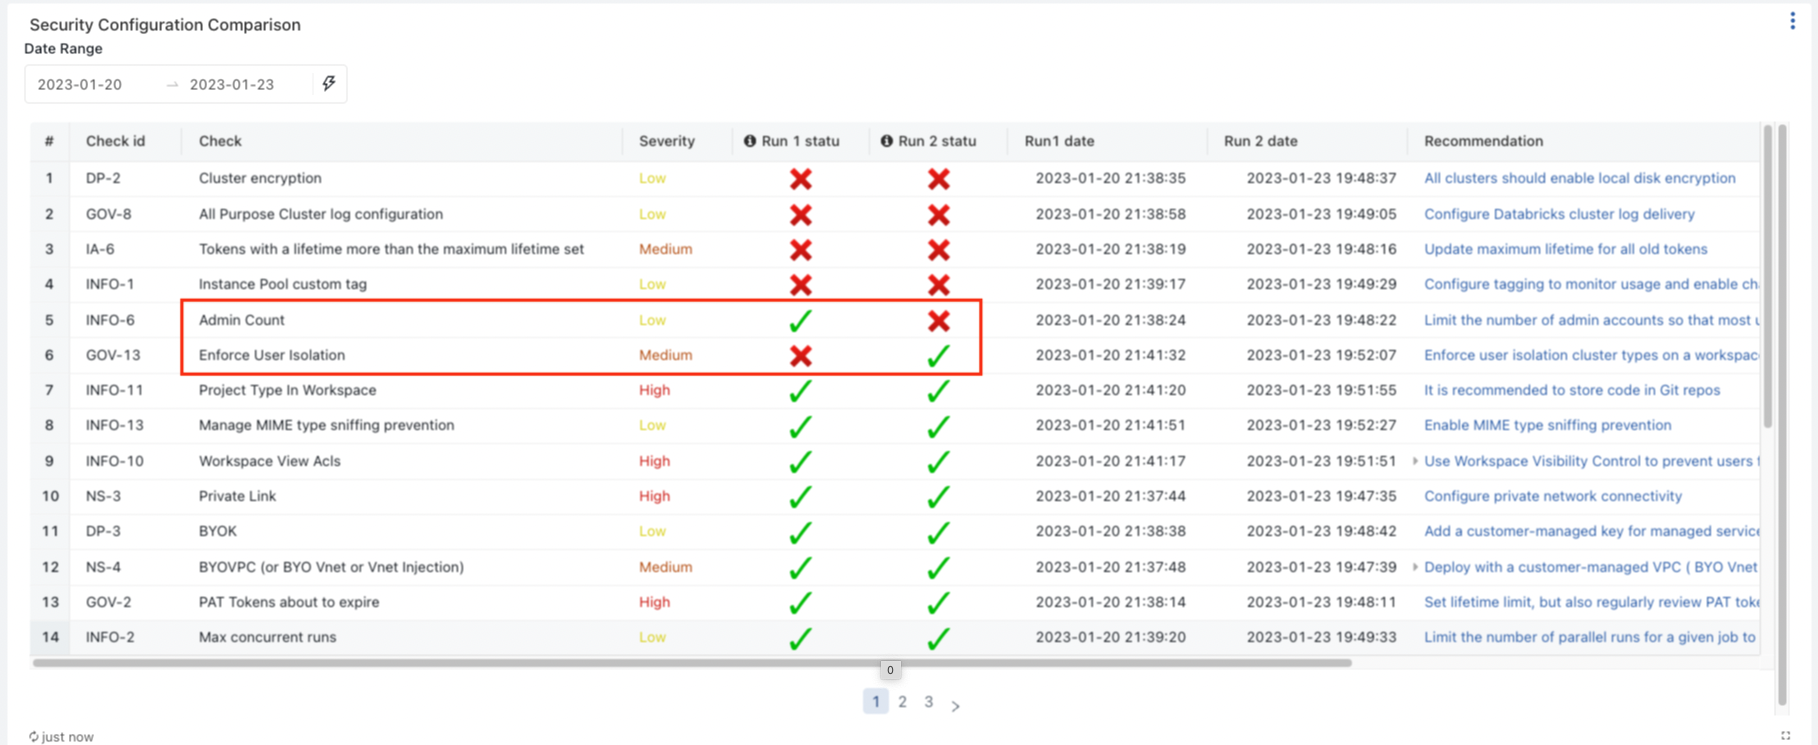 Security Configuration Comparison
Date Range
2023-01-20 → 2023-01-23
# Check id Check Severity Run 1 statu Run 2 statu Run1 date Run 2 date Recommendation
1 DP-2 Cluster encryption Low ❌ ❌ 2023-01-20 21:38:35 2023-01-23 19:48:37 All clusters should enable local disk encryption
2 GOV-8 All Purpose Cluster log configuration Low ❌ ❌ 2023-01-20 21:38:58 2023-01-23 19:49:05 Configure Databricks cluster log delivery
3 IA-6 Tokens with a lifetime more than the maximum lifetime set Medium ❌ ❌ 2023-01-20 21:38:19 2023-01-23 19:48:16 Update maximum lifetime for all old tokens
4 INFO-1 Instance Pool custom tag Low ❌ ❌ 2023-01-20 21:39:17 2023-01-23 19:49:29 Configure tagging to monitor usage and enable ch
5 INFO-6 Admin Count Low ✓ ❌ 2023-01-20 21:38:24 2023-01-23 19:48:22 Limit the number of admin accounts so that most
6 GOV-13 Enforce User Isolation Medium ❌ ✓ 2023-01-20 21:41:32 2023-01-23 19:52:07 Enforce user isolation cluster types on a workspac
7 INFO-11 Project Type In Workspace High ✓ ✓ 2023-01-20 21:41:20 2023-01-23 19:51:55 It is recommended to store code in Git repos
8 INFO-13 Manage MIME type sniffing prevention Low ✓ ✓ 2023-01-20 21:41:51 2023-01-23 19:52:27 Enable MIME type sniffing prevention
9 INFO-10 Workspace View Acls High ✓ ✓ 2023-01-20 21:41:17 2023-01-23 19:51:51 Use Workspace Visibility Control to prevent users
10 NS-3 Private Link High ✓ ✓ 2023-01-20 21:37:44 2023-01-23 19:47:35 Configure private network connectivity
11 DP-3 BYOK Low ✓ ✓ 2023-01-20 21:38:38 2023-01-23 19:48:42 Add a customer-managed key for managed service
12 NS-4 BYOVPC (or BYO Vnet or Vnet Injection) Medium ✓ ✓ 2023-01-20 21:37:48 2023-01-23 19:47:39 Deploy with a customer-managed VPC ( BYO Vnet
13 GOV-2 PAT Tokens about to expire High ✓ ✓ 2023-01-20 21:38:14 2023-01-23 19:48:11 Set lifetime limit, but also regularly review PAT toke
14 INFO-2 Max concurrent runs Low ✓ ✓ 2023-01-20 21:39:20 2023-01-23 19:49:33 Limit the number of parallel runs for a given job to
0
1 2 3 >
just now